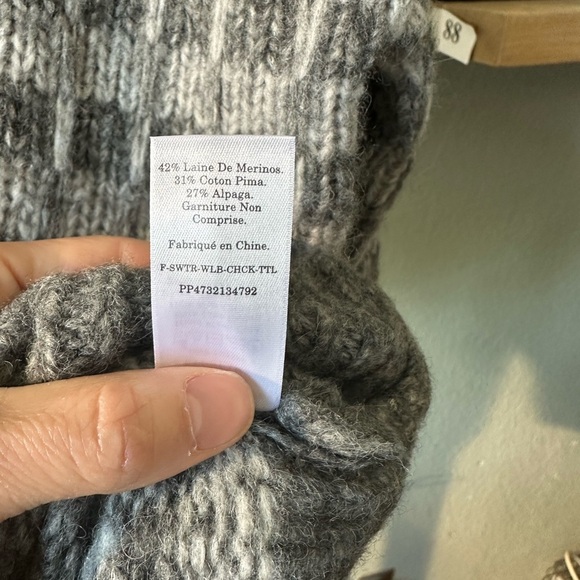 88
42% Laine De Merinos.
31% Coton Pima.
27% Alpaga.
Garniture Non
Comprise.
Fabriqué en Chine.
F-SWTR-WLB-CHCK-TTL
PP4732134792